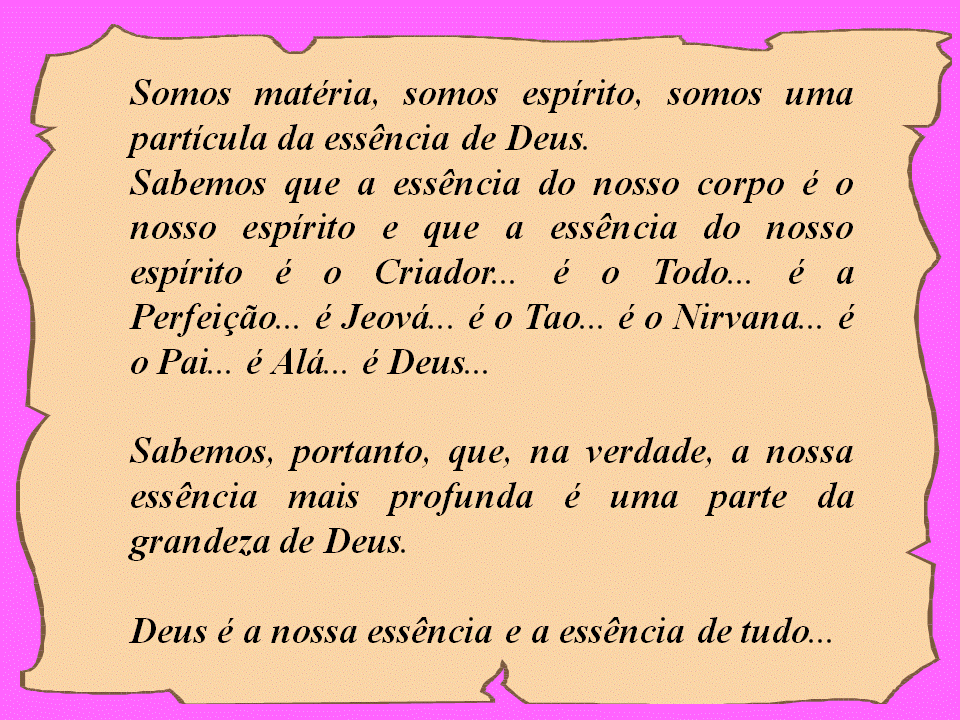 Somos matéria, somos espírito, somos uma
partícula da essência de Deus.
Sabemos que a essência do nosso corpo é o
nosso espírito e que a essência do nosso
espírito é o Criador... é o Todo... é a
Perfeição... é Jeová... é o Tao... é o Nirvana... é
o Pai... é Alá... é Deus...
Sabemos, portanto, que, na verdade, a nossa
essência mais profunda é uma parte da
grandeza de Deus.
Deus é a nossa essência e a essência de tudo...